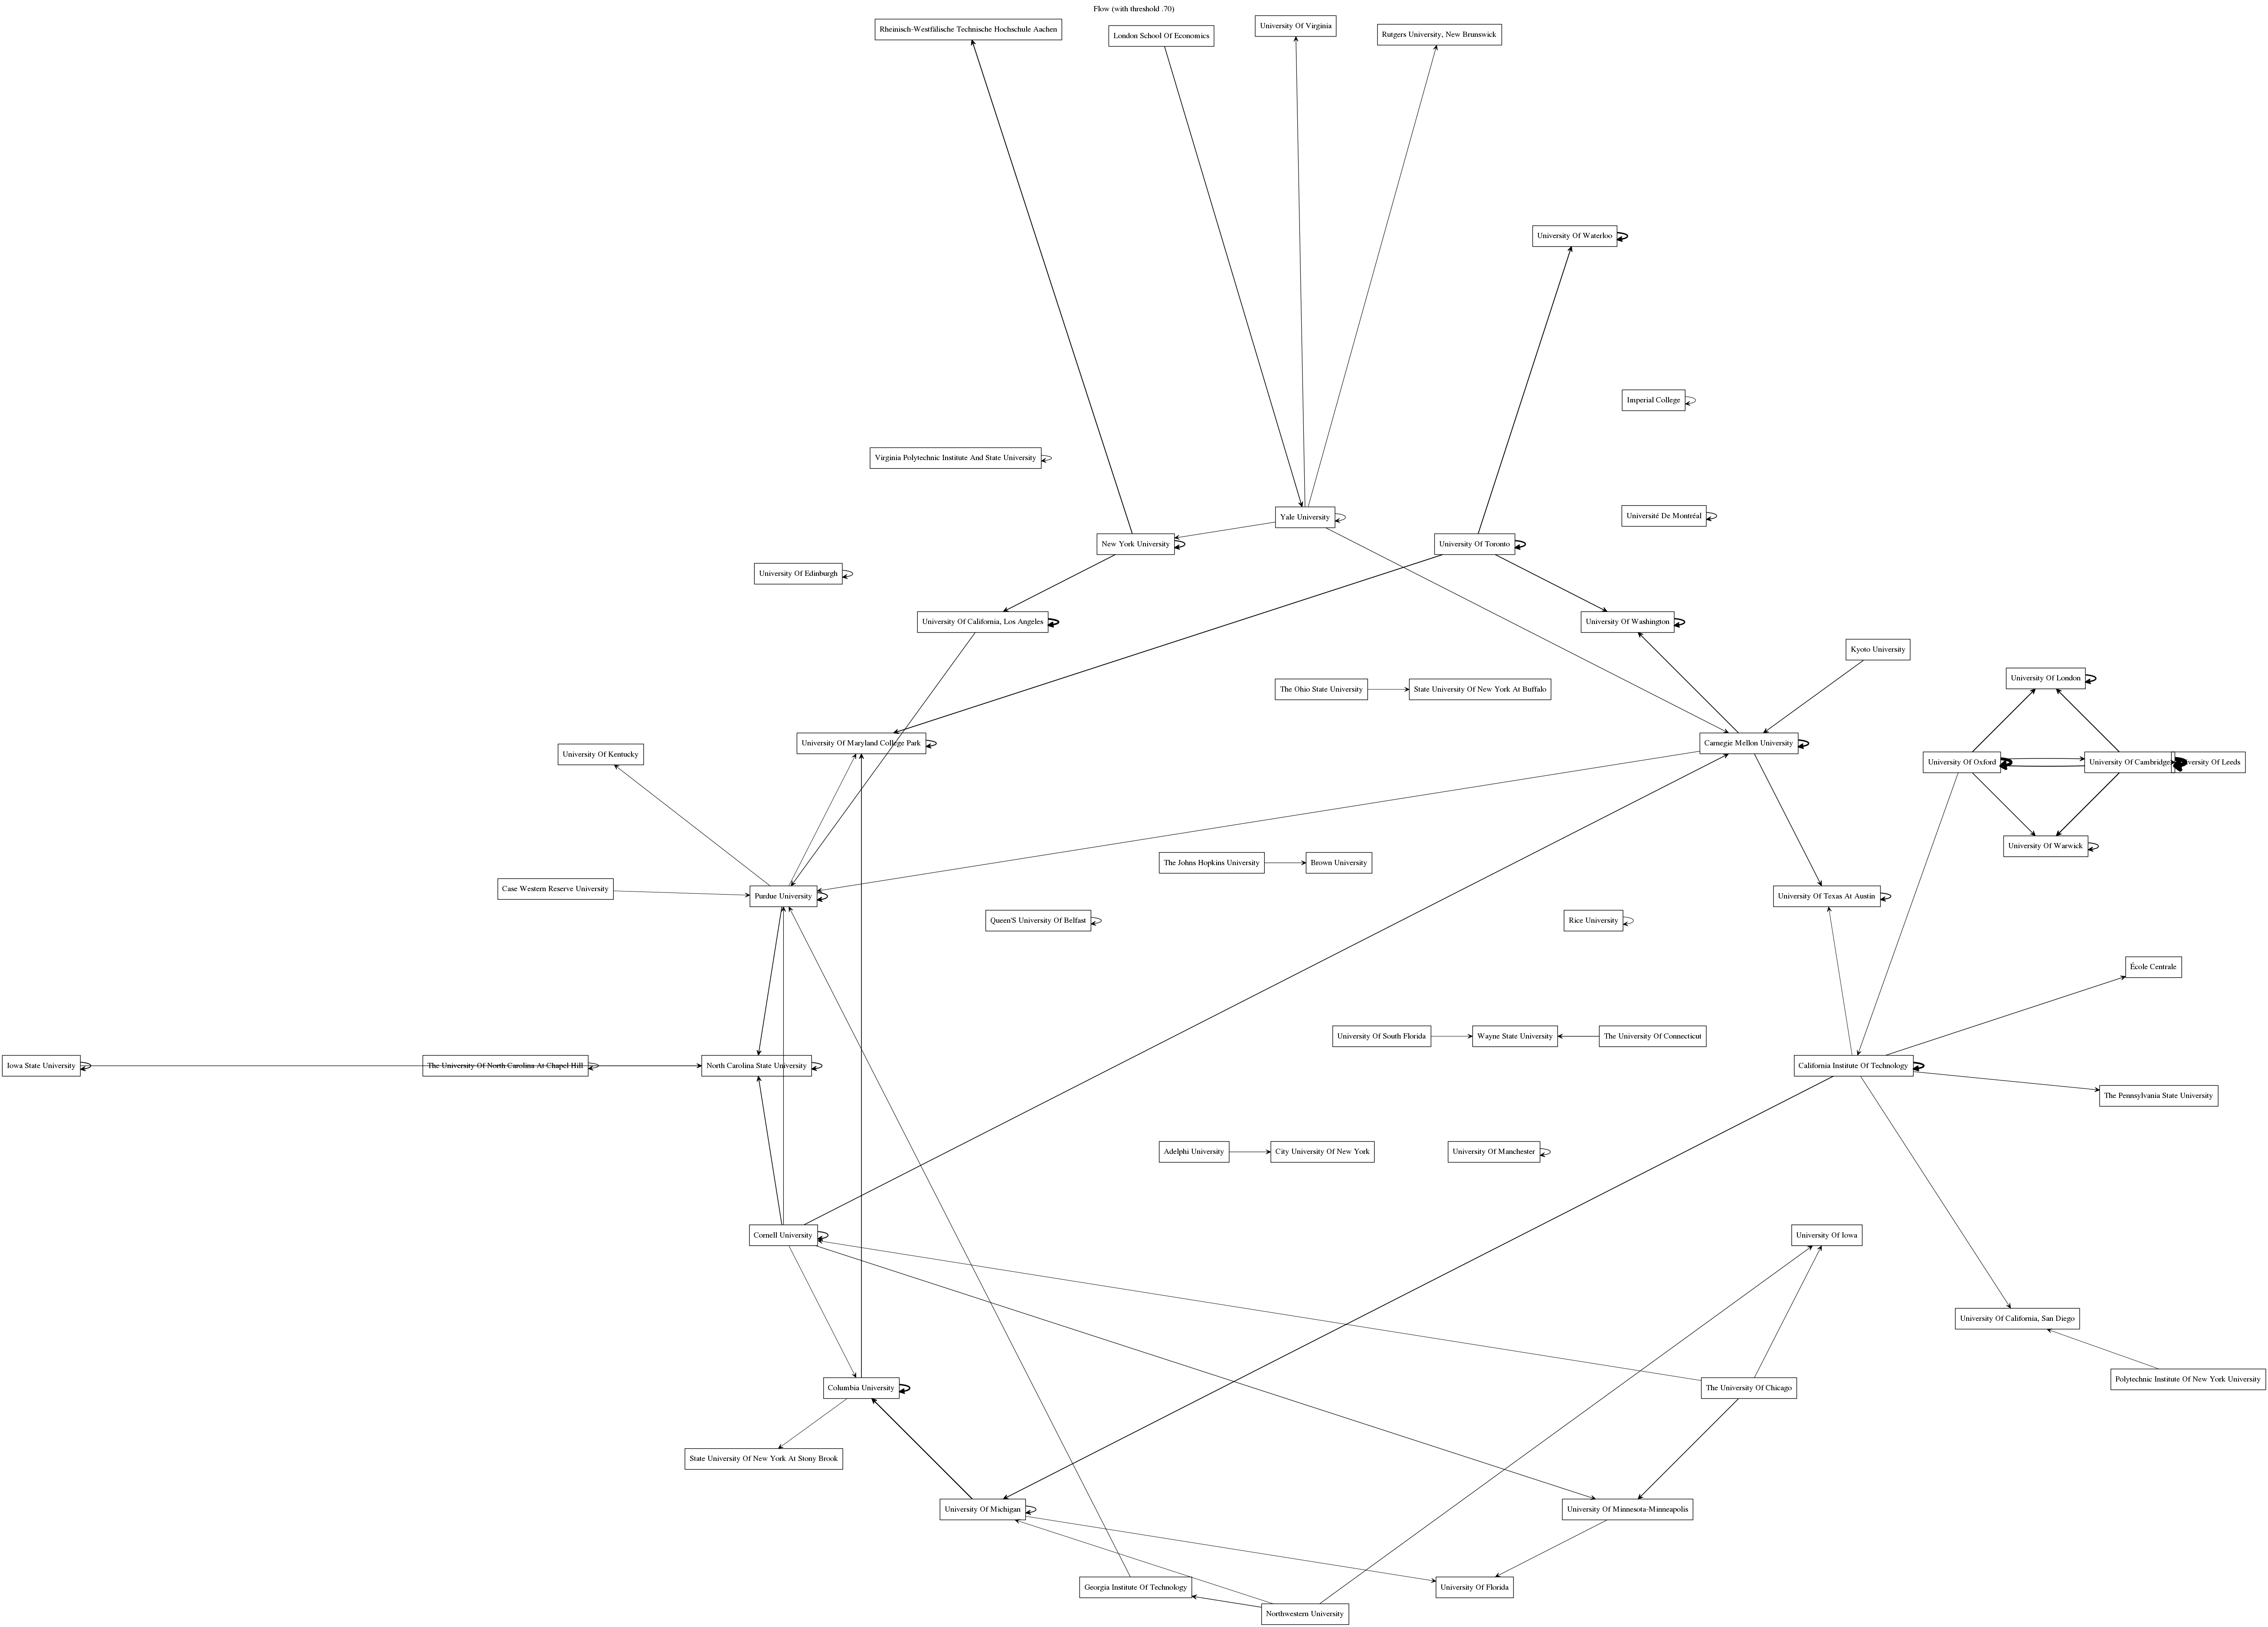 Flow (with threshold .70)
Rheinisch-Westfälische Technische Hochschule Aachen
London School Of Economics
University Of Virginia
Rutgers University, New Brunswick
University Of Waterloo
Imperial College
Virginia Polytechnic Institute And State University
Yale University
Université De Montréal
New York University
University Of Toronto
University Of Edinburgh
University Of California, Los Angeles
University Of Washington
Kyoto University
University Of London
The Ohio State University
State University Of New York At Buffalo
University Of Maryland College Park
Carnegie Mellon University
University Of Kentucky
University Of Oxford
University Of Cambridge
Of Leeds
University Of Warwick
The Johns Hopkins University
Brown University
Case Western Reserve University
Purdue University
University Of Texas At Austin
Queen'S University Of Belfast
Rice University
École Centrale
University Of South Florida
Wayne State University
The University Of Connecticut
Iowa State University
The University Of North Carolina At Chapel Hill
North Carolina State University
California Institute Of Technology
The Pennsylvania State University
Adelphi University
City University Of New York
University Of Manchester
Cornell University
University Of Iowa
University Of California, San Diego
Columbia University
The University Of Chicago
Polytechnic Institute Of New York University
State University Of New York At Stony Brook
University Of Michigan
University Of Minnesota-Minneapolis
Georgia Institute Of Technology
University Of Florida
Northwestern University